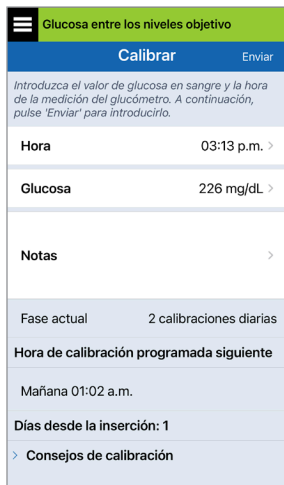 Glucosa entre los niveles objetivo
Calibrar
Enviar
Introduzca el valor de glucosa en sangre y la hora
de la medición del glucómetro. A continuación,
pulse 'Enviar' para introducirlo.
Hora 03:13 p.m.
Glucosa 226 mg/dL
Notas
Fase actual 2 calibraciones diarias
Hora de calibración programada siguiente
Mañana 01:02 a.m.
Días desde la inserción: 1
Consejos de calibración